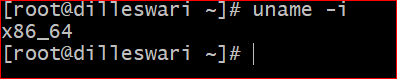 [root@dilleswari ~]# uname -i
x86_64
[root@dilleswari ~]#